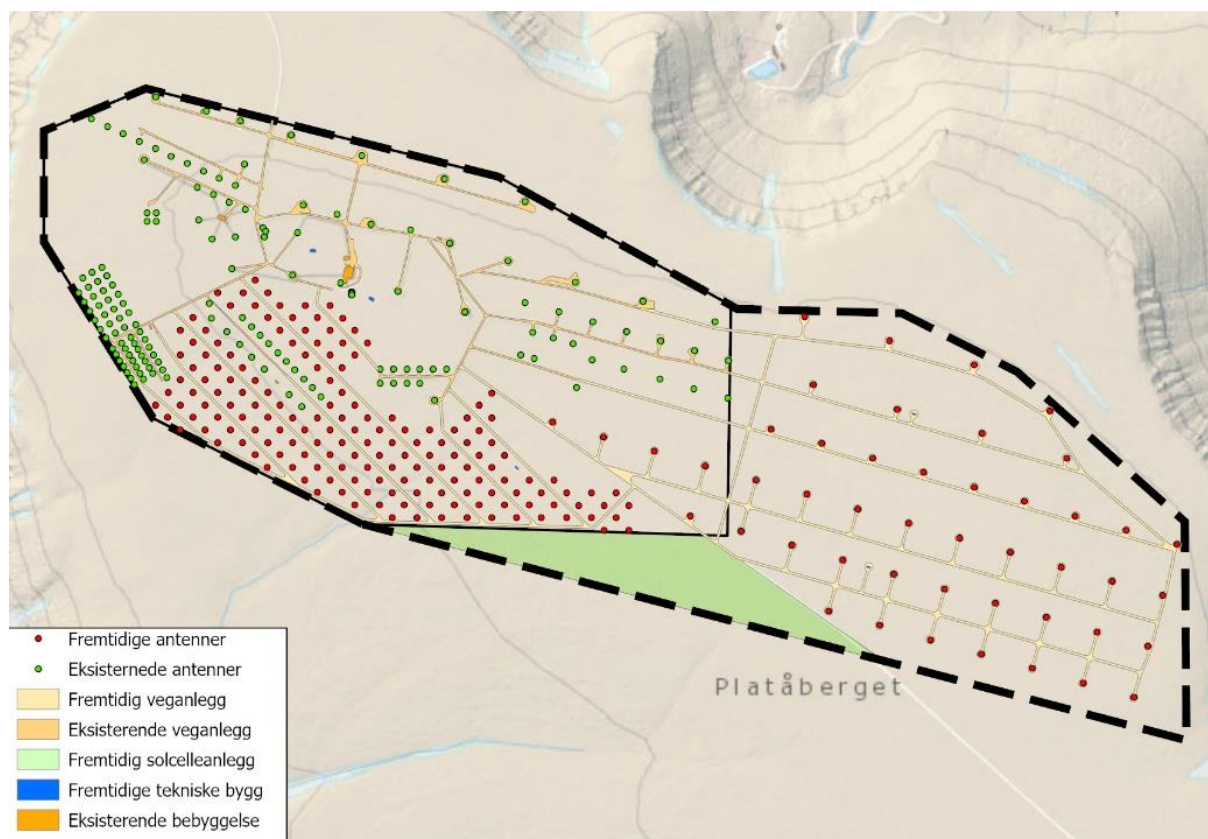 Platåberget
Fremtidige antenner
Eksisternede antenner
Fremtidig veganlegg
Eksisterende veganlegg
Fremtidig solcelleanlegg
Fremtidige tekniske bygg
Eksisterende bebyggelse